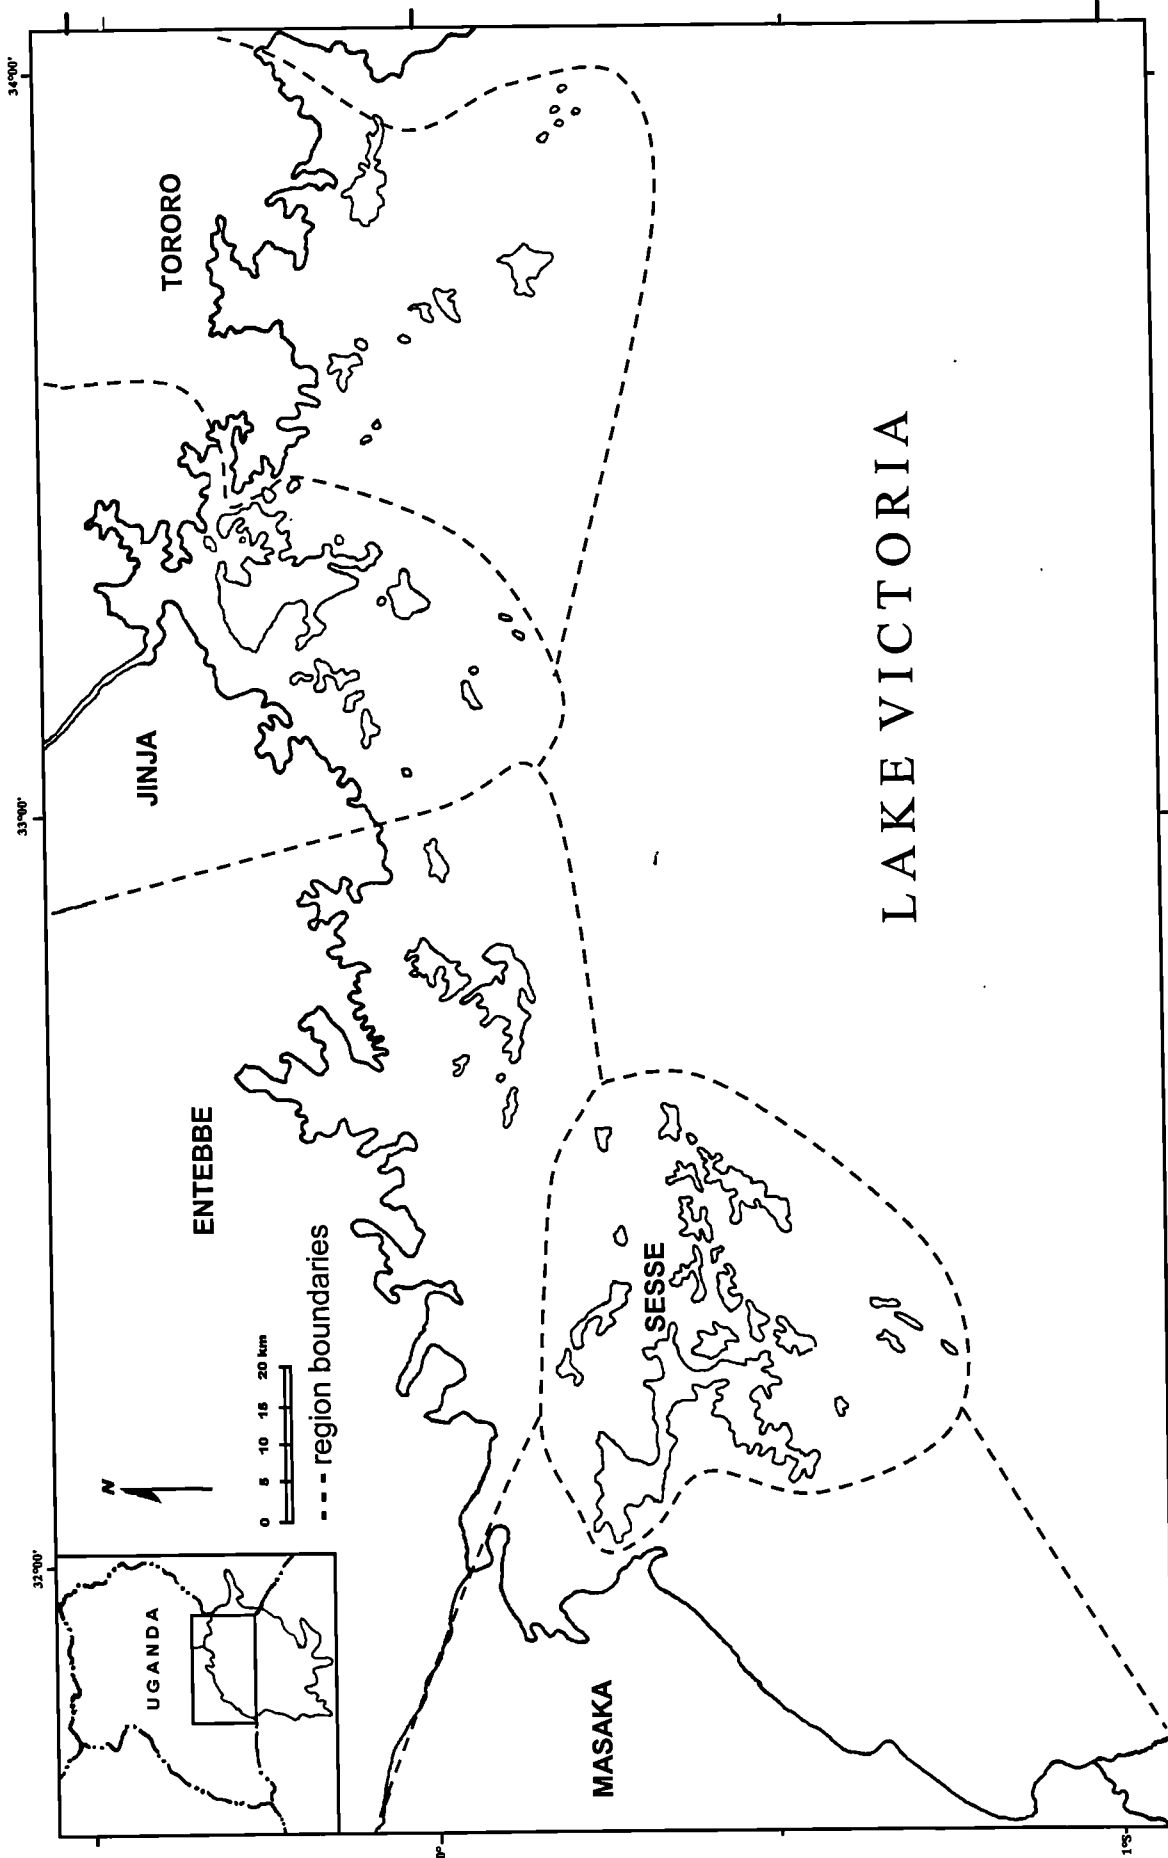 32°00'
33°00'
34°00'
UGANDA
N
0 5 10 15 20 km
region boundaries
ENTEBBE
JINJA
TORORO
MASAKA
SESSE
LAKE VICTORIA
0°
1°S